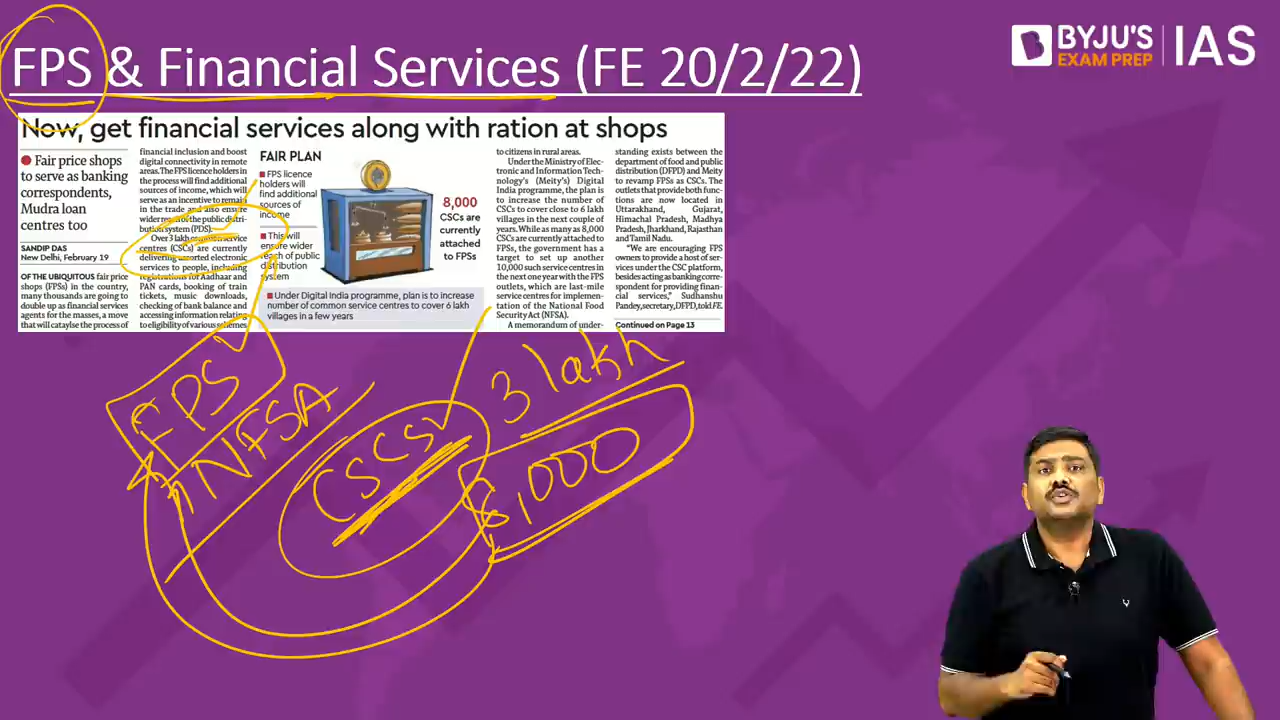 FPS & Financial Services (FE 20/2/22)
BYJU'S
EXAM PREP
IAS
Now, get financial services along with ration at shops
Fair price shops
to serve as banking
correspondents,
Mudra loan
centres too
SANDIP DAS
New Delhi, February 19
OF THE UBIQUITOUS fair price
shops (FPSs) in the country,
many thousands are going to
double up as financial services
agents for the masses, a move
that will catalyse the process of
financial inclusion and boost
digital connectivity in remote
areas. The FPS licence holders in
the process will find additional
sources of income, which will
serve as an incentive to remain
in the trade and also ensure
wider reach of the public distri-
bution system (PDS).
Over 3 lakh common service
centres (CSCs) are currently
delivering assorted electronic
services to people, including
registrations for Aadhaar and
PAN cards, booking of train
tickets, music downloads,
checking of bank balance and
accessing information relating
to eligibility of various schemes
FAIR PLAN
FPS licence
holders will
find additional
sources of
income
This will
ensure wider
reach of public
distribution
system
8,000
CSCs are
currently
attached
to FPSs
Under Digital India programme, plan is to increase
number of common service centres to cover 6 lakh
villages in a few years
to citizens in rural areas.
Under the Ministry of Elec-
tronic and Information Tech-
nology's (Meity's) Digital
India programme, the plan is
to increase the number of
CSCs to cover close to 6 lakh
villages in the next couple of
years. While as many as 8,000
CSCs are currently attached to
FPSs, the government has a
target to set up another
10,000 such service centres in
the next one year with the FPS
outlets, which are last-mile
service centres for implemen-
tation of the National Food
Security Act (NFSA).
A memorandum of under-
standing exists between the
department of food and public
distribution (DFPD) and Meity
to revamp FPSs as CSCs. The
outlets that provide both func-
tions are now located in
Uttarakhand, Gujarat,
Himachal Pradesh, Madhya
Pradesh, Jharkhand, Rajasthan
and Tamil Nadu.
"We are encouraging FPS
owners to provide a host of ser-
vices under the CSC platform,
besides acting as banking corre-
spondent for providing finan-
cial services," Sudhanshu
Pandey, secretary, DFPD, told FE.
Continued on Page 13
FPS
NFSA
CSCs
3 lakh
8,000